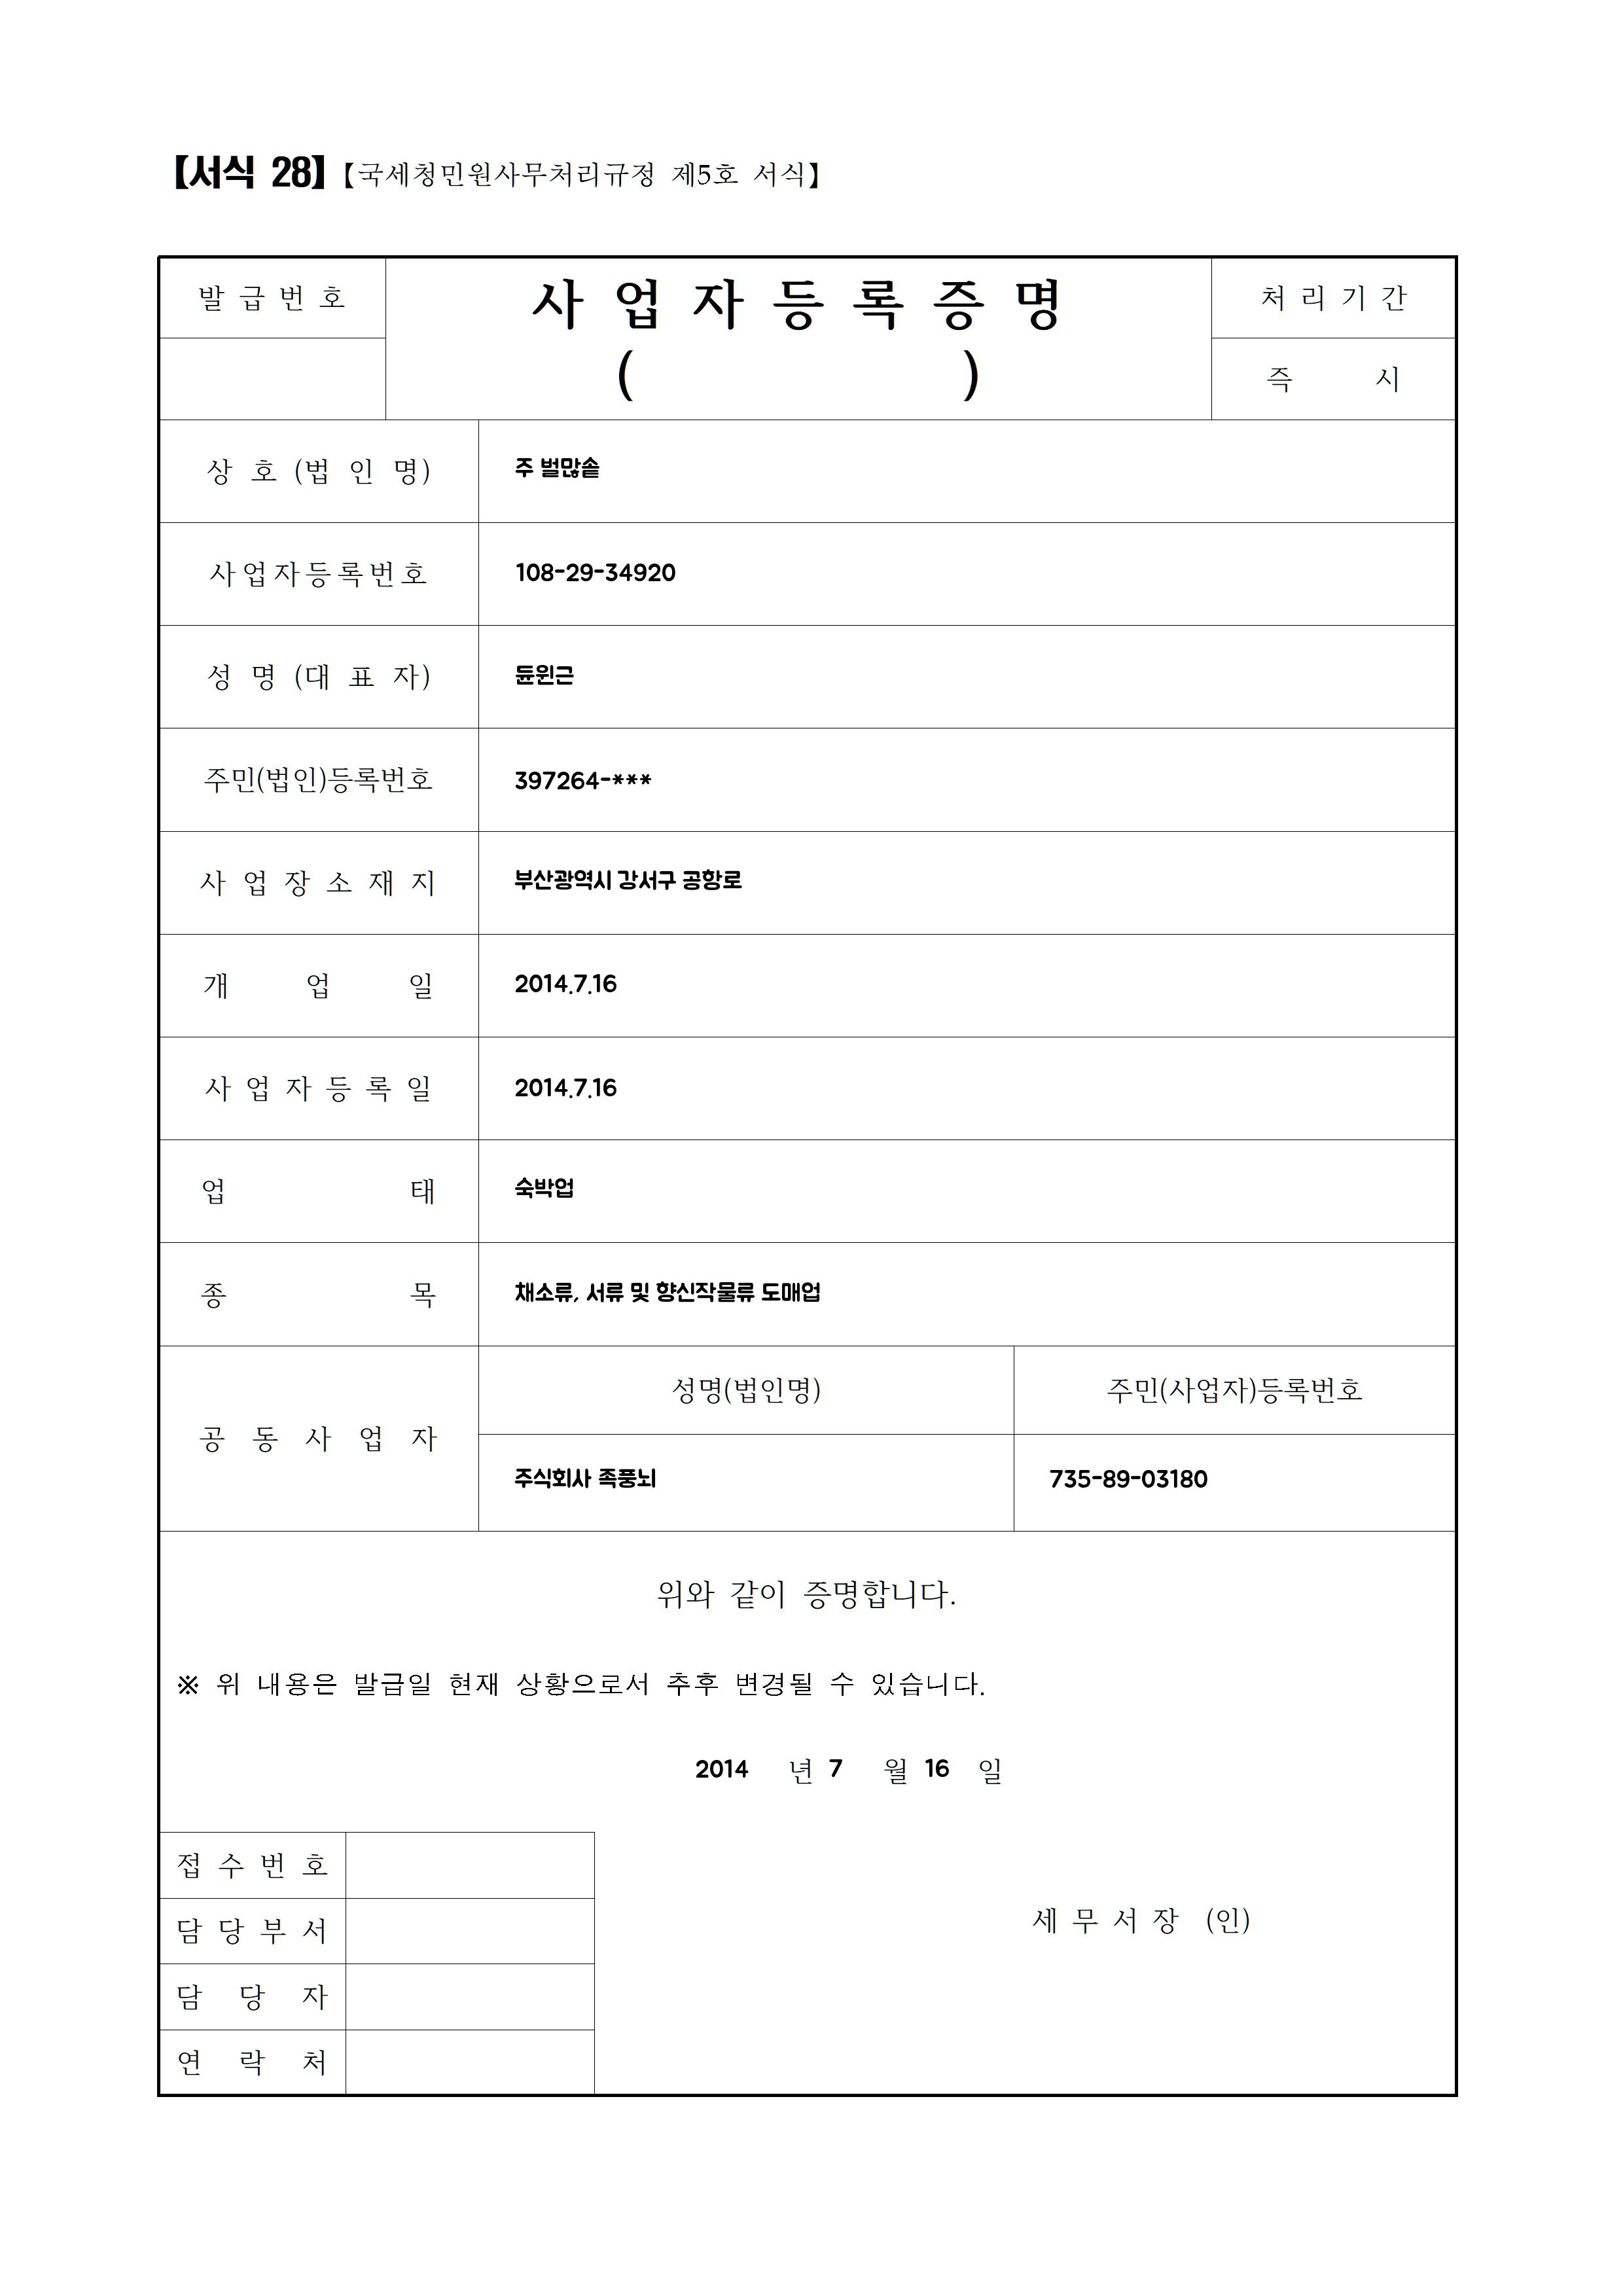 【서식 28】【국세청민원사무처리규정 제5호 서식】
발급번호
사업자등록증명
( )
처리기간
즉 시
상 호 (법 인 명)
주 벌많솥
사업자등록번호
108-29-34920
성 명 (대 표 자)
듄윈근
주민(법인)등록번호
397264-***
사업장소재지
부산광역시 강서구 공항로
개 업 일
2014.7.16
사업자등록일
2014.7.16
업 태
숙박업
종 목
채소류, 서류 및 향신작물류 도매업
공동사업자
성명(법인명)
주민(사업자)등록번호
주식회사 족풍뇌
735-89-03180
위와 같이 증명합니다.
※ 위 내용은 발급일 현재 상황으로서 추후 변경될 수 있습니다.
2014 년 7 월 16 일
접수번호
담당부서
세 무 서 장 (인)
담 당 자
연 락 처